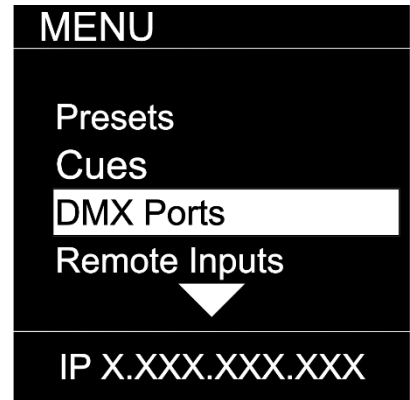 MENU
Presets
Cues
DMX Ports
Remote Inputs
IP X.XXX.XXX.XXX